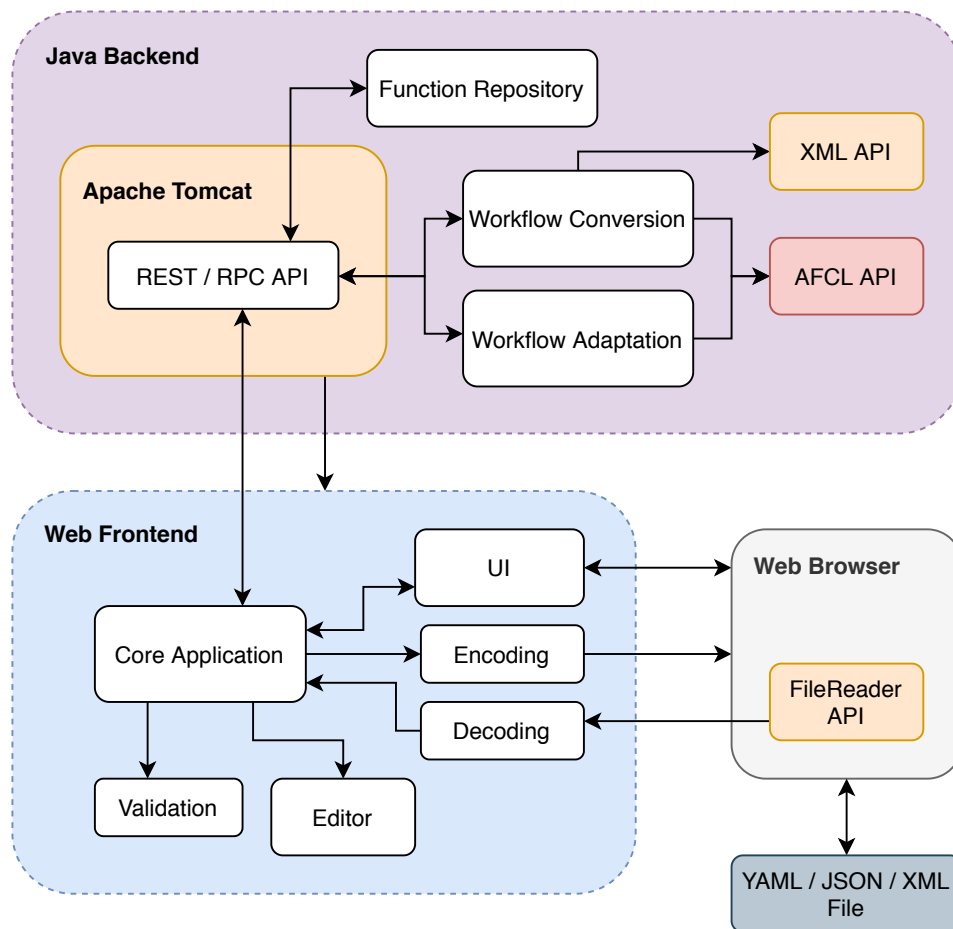 Java Backend
Function Repository
XML API
Apache Tomcat
Workflow Conversion
REST / RPC API
AFCL API
Workflow Adaptation
Web Frontend
UI
Web Browser
Core Application
Encoding
FileReader
API
Decoding
Validation
Editor
YAML / JSON / XML
File